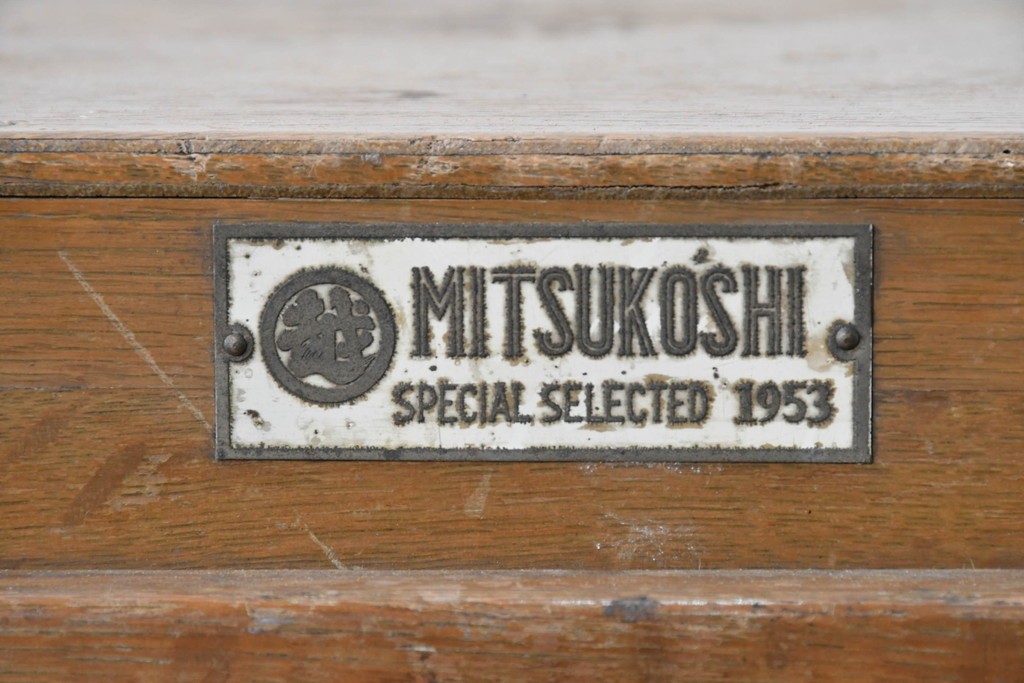 MITSUKOSHI
SPECIAL SELECTED 1953